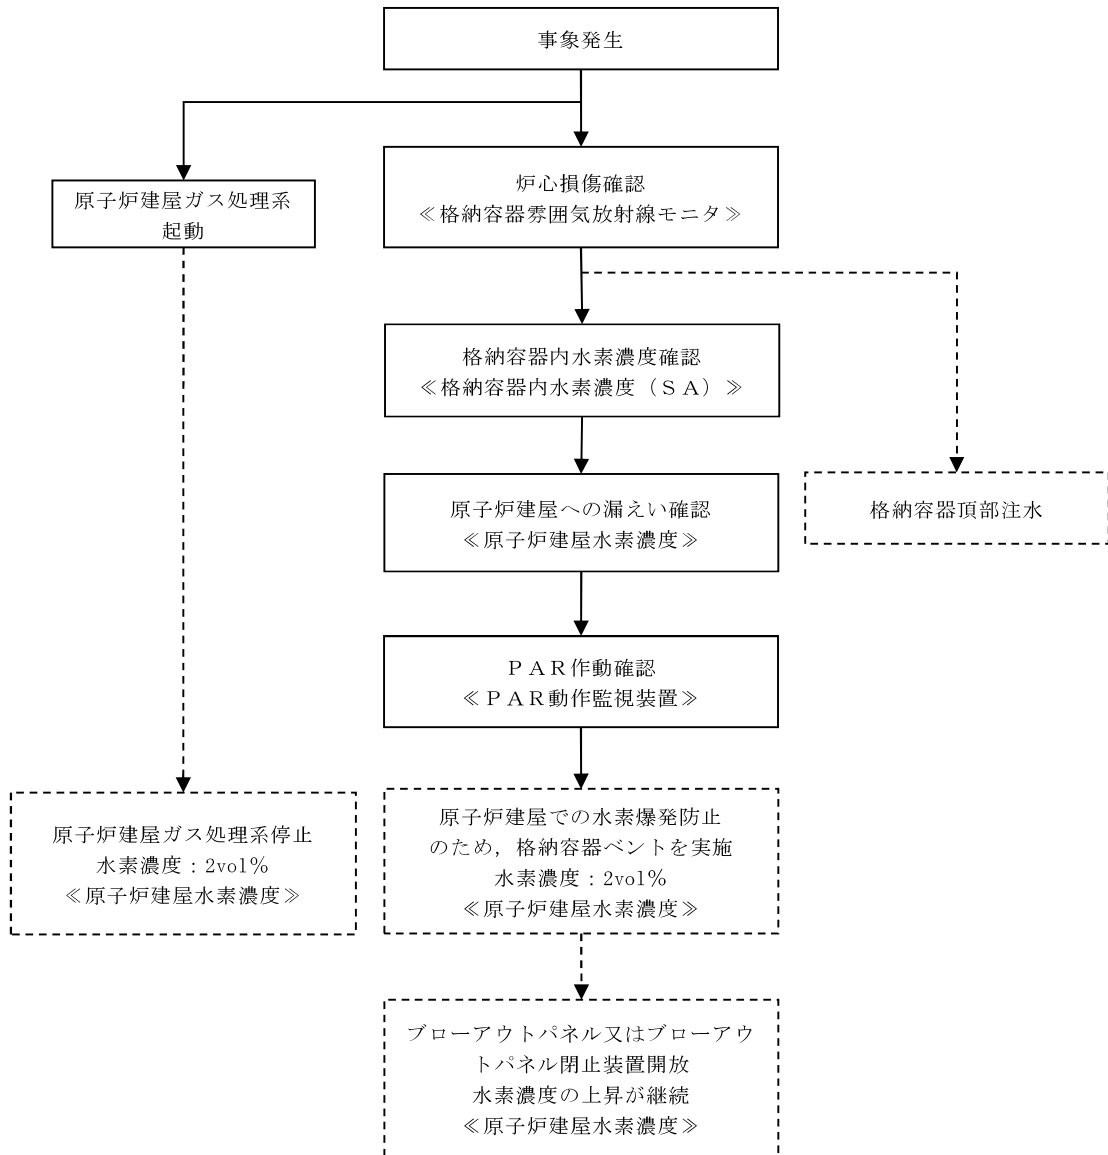 事象発生
原子炉建屋ガス処理系
起動
炉心損傷確認
≪格納容器雰囲気放射線モニタ≫
格納容器内水素濃度確認
≪格納容器内水素濃度（ＳＡ）≫
原子炉建屋への漏えい確認
≪原子炉建屋水素濃度≫
格納容器頂部注水
ＰＡＲ作動確認
≪ＰＡＲ動作監視装置≫
原子炉建屋ガス処理系停止
水素濃度：2vol％
≪原子炉建屋水素濃度≫
原子炉建屋での水素爆発防止
のため，格納容器ベントを実施
水素濃度：2vol％
≪原子炉建屋水素濃度≫
ブローアウトパネル又はブローアウ
トパネル閉止装置開放
水素濃度の上昇が継続
≪原子炉建屋水素濃度≫